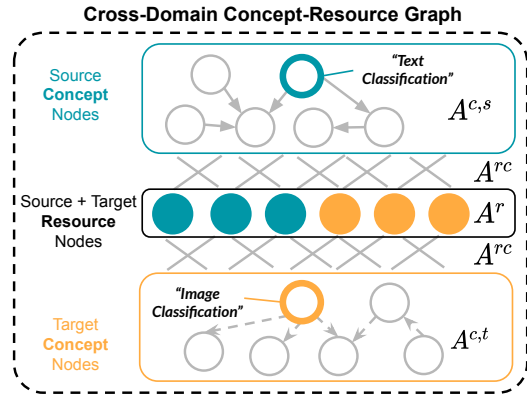 Cross-Domain Concept-Resource Graph
Source
Concept
Nodes
“Text
Classification”
A^{c,s}
A^{rc}
Source + Target
Resource
Nodes
A^{r}
A^{rc}
Target
Concept
Nodes
“Image
Classification”
A^{c,t}